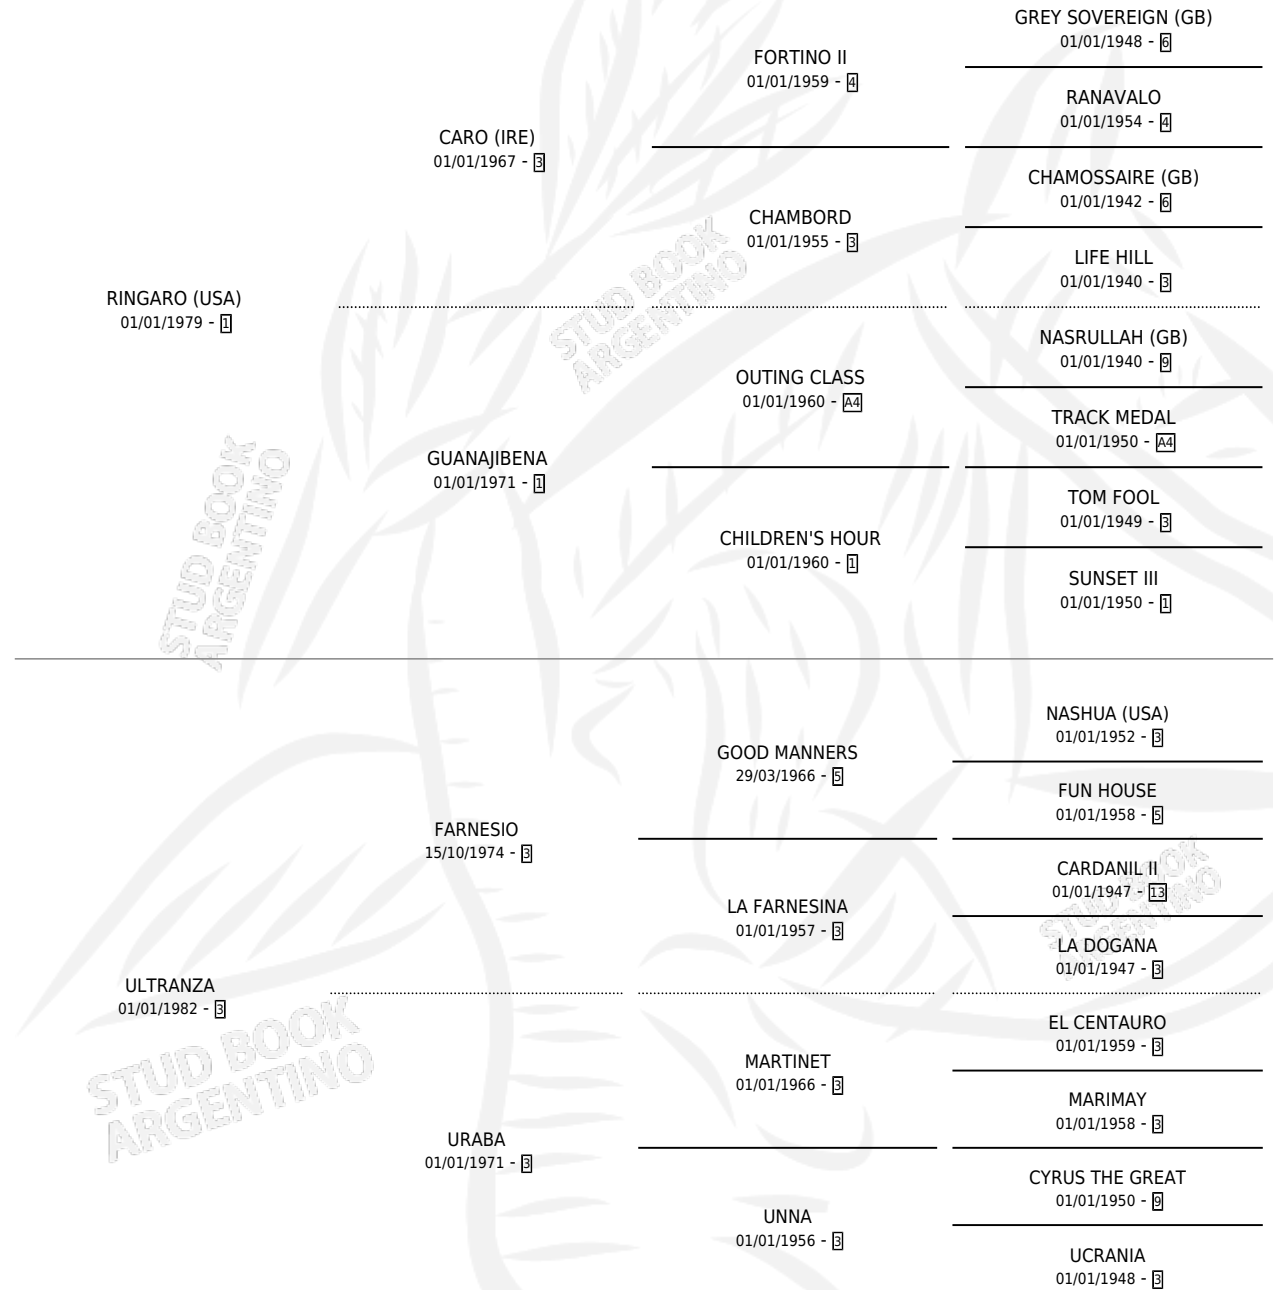 GREY SOVEREIGN (GB)
01/01/1948 - 6
FORTINO II
01/01/1959 - 4
RANAVALO
01/01/1954 - 4
CARO (IRE)
01/01/1967 - 3
CHAMOSSAIRE (GB)
01/01/1942 - 6
CHAMBORD
01/01/1955 - 3
LIFE HILL
01/01/1940 - 3
RINGARO (USA)
01/01/1979 - 1
NASRULLAH (GB)
01/01/1940 - 9
OUTING CLASS
01/01/1960 - A4
TRACK MEDAL
01/01/1950 - A4
GUANAJIBENA
01/01/1971 - 1
TOM FOOL
01/01/1949 - 3
CHILDREN'S HOUR
01/01/1960 - 1
SUNSET III
01/01/1950 - 1
NASHUA (USA)
01/01/1952 - 3
GOOD MANNERS
29/03/1966 - 5
FUN HOUSE
01/01/1958 - 5
FARNESIO
15/10/1974 - 3
CARDANIL II
01/01/1947 - 13
LA FARNESINA
01/01/1957 - 3
LA DOGANA
01/01/1947 - 3
ULTRANZA
01/01/1982 - 3
EL CENTAURO
01/01/1959 - 3
MARTINET
01/01/1966 - 3
MARIMAY
01/01/1958 - 3
URABA
01/01/1971 - 3
CYRUS THE GREAT
01/01/1950 - 9
UNNA
01/01/1956 - 3
UCRANIA
01/01/1948 - 3
STUD BOOK
ARGENTINO
STUD BOOK
ARGENTINO
STUD BOOK
ARGENTINO
STUD BOOK
ARGENTINO